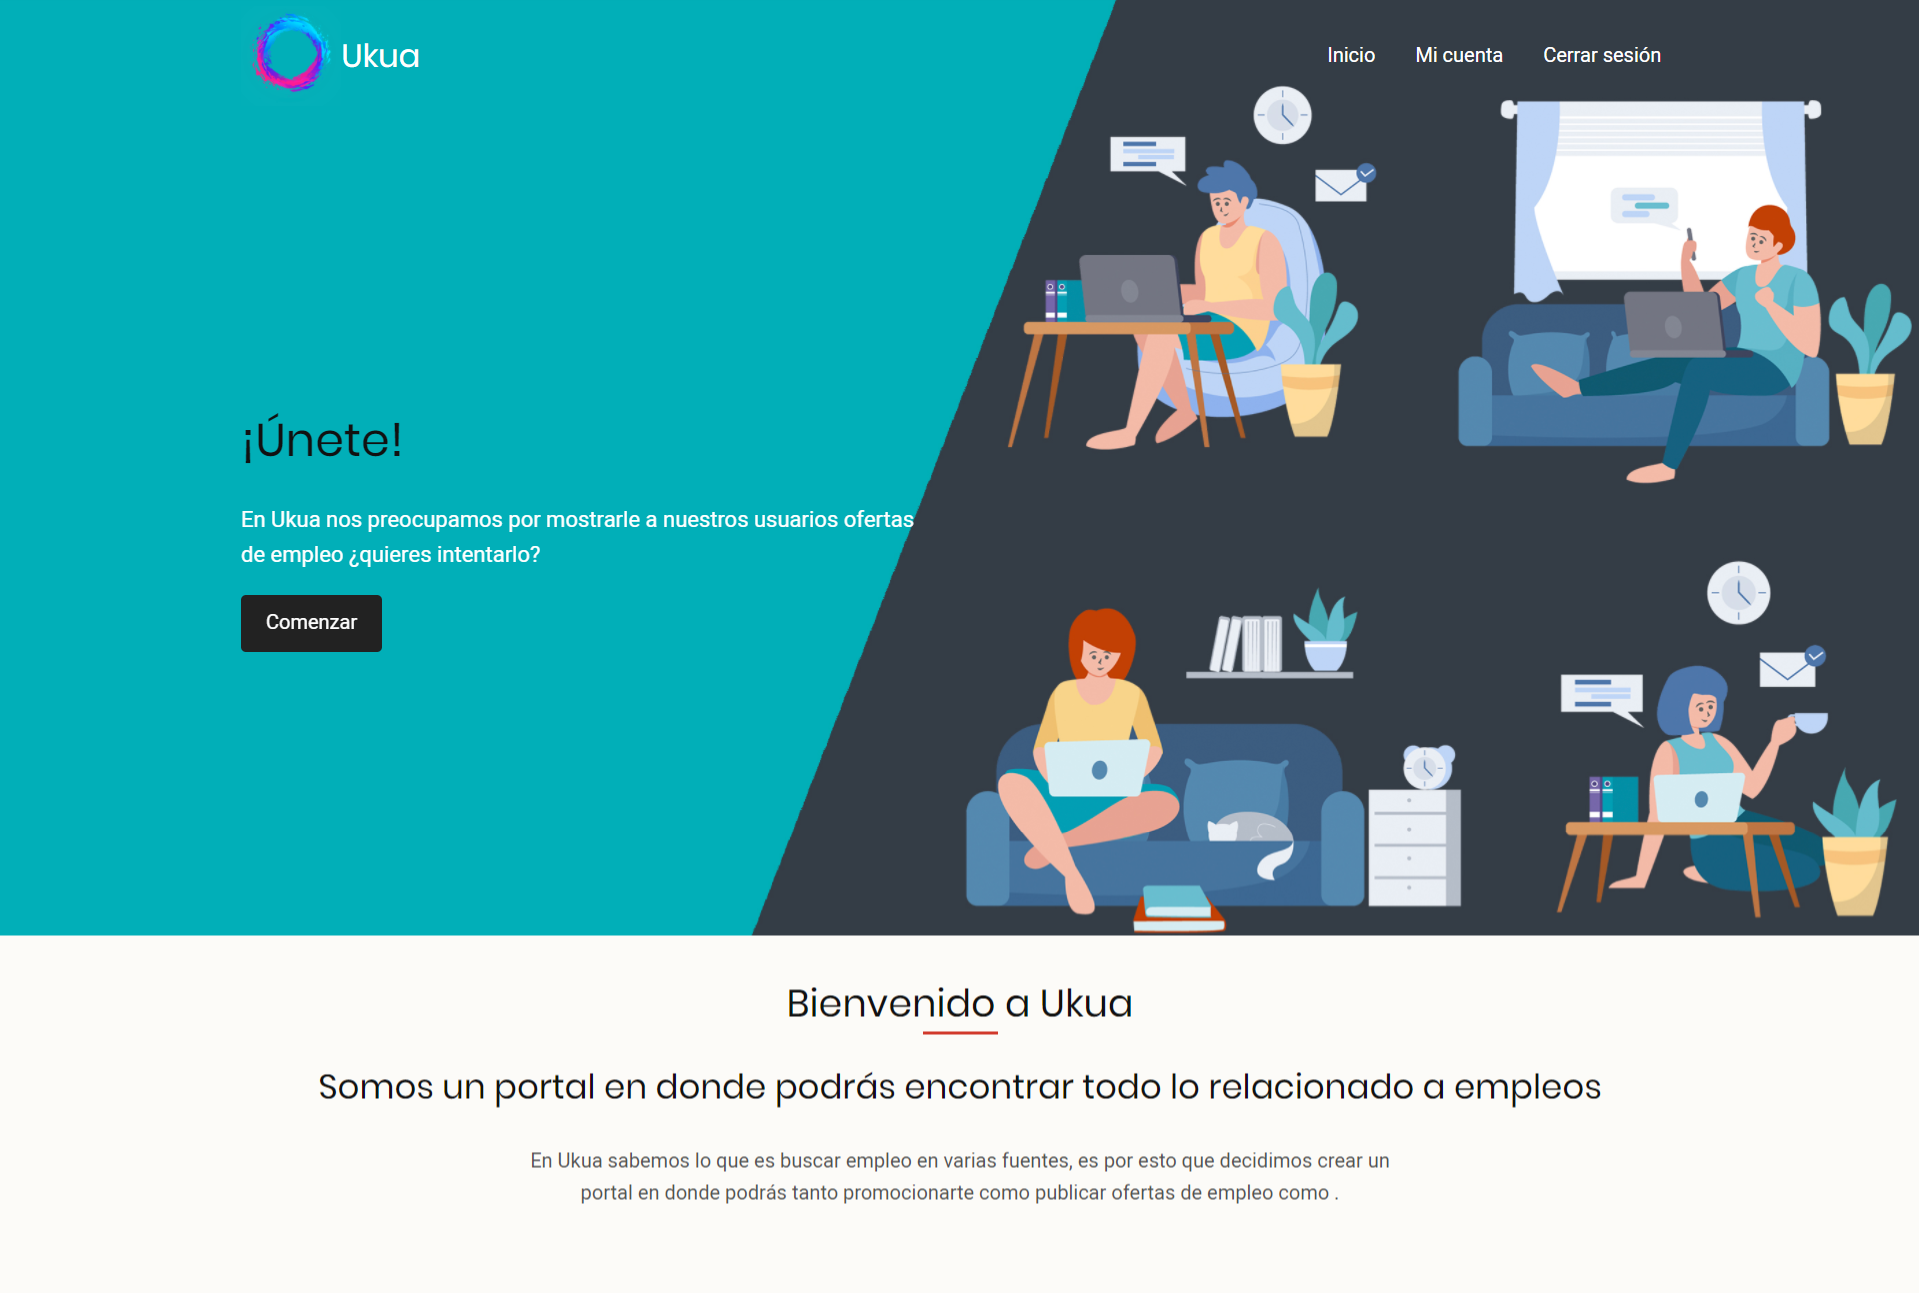 Ukua
Inicio Mi cuenta Cerrar sesión
¡Únete!
En Ukua nos preocupamos por mostrarle a nuestros usuarios ofertas
de empleo ¿quieres intentarlo?
Comenzar
Bienvenido a Ukua
Somos un portal en donde podrás encontrar todo lo relacionado a empleos
En Ukua sabemos lo que es buscar empleo en varias fuentes, es por esto que decidimos crear un
portal en donde podrás tanto promocionarte como publicar ofertas de empleo como .